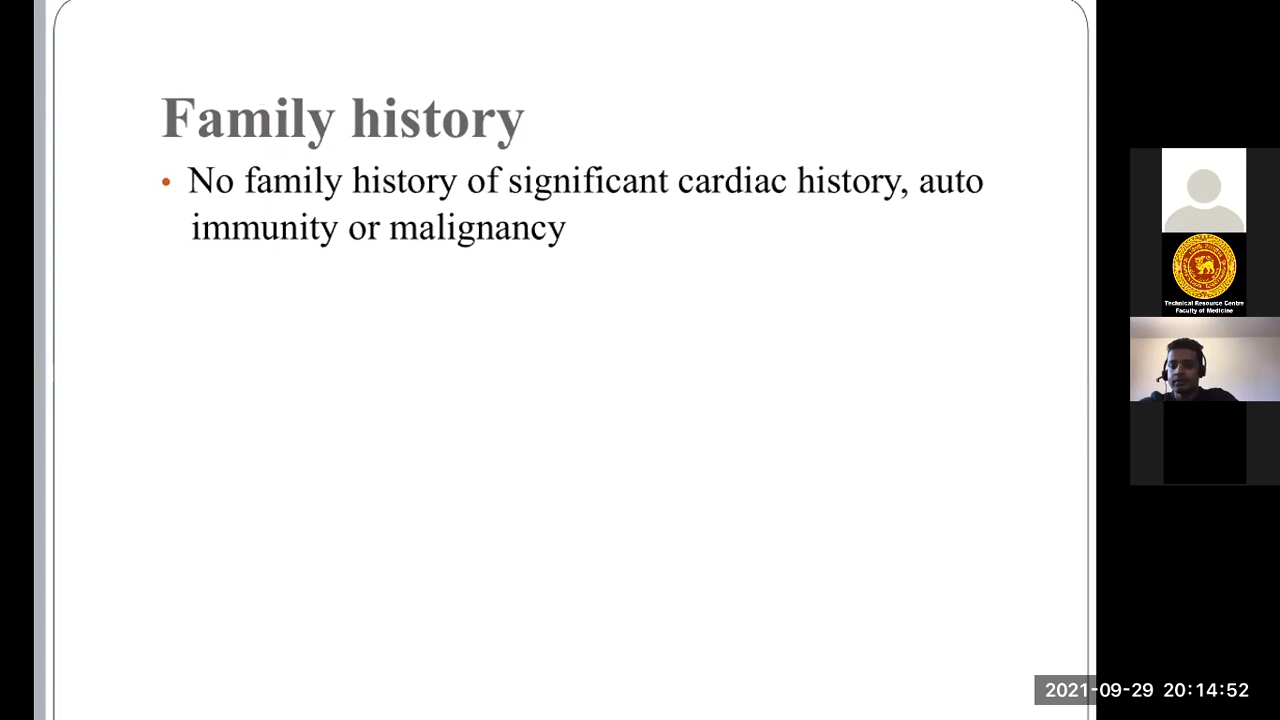 Family history
• No family history of significant cardiac history, auto
immunity or malignancy
Technical Resource Centre
Faculty of Medicine
2021-09-29 20:14:52